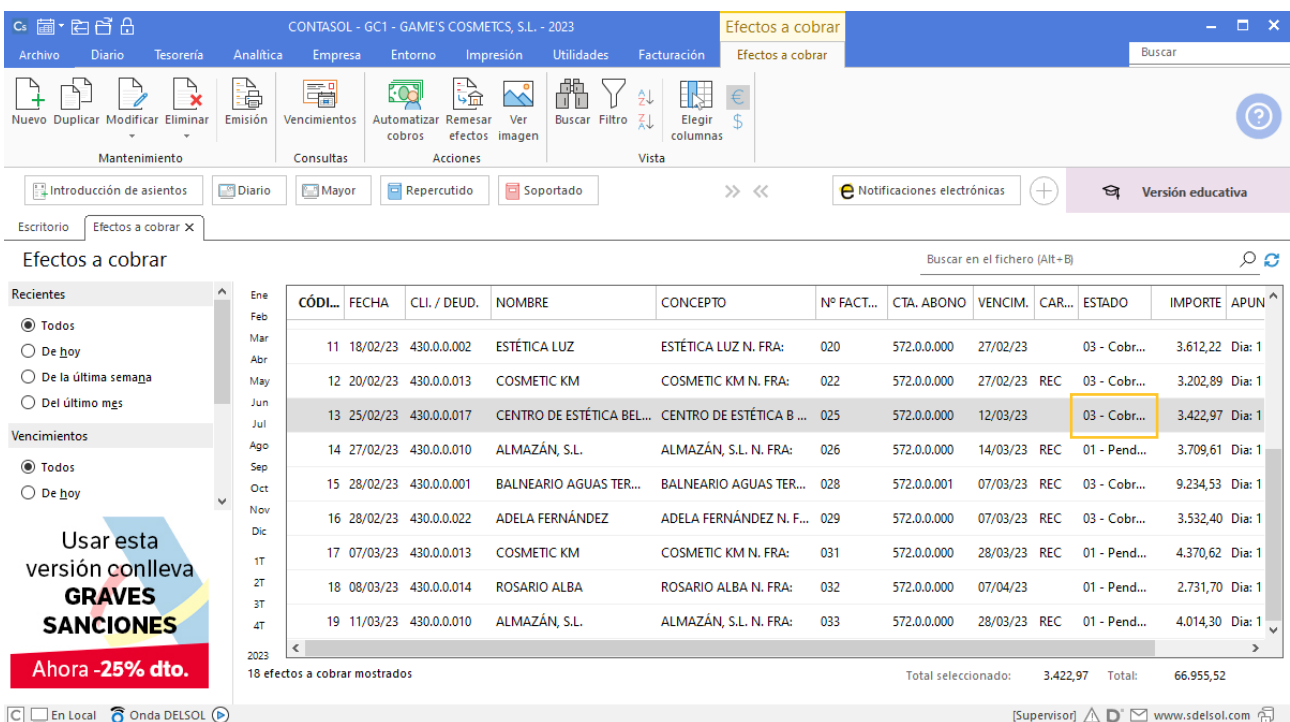 Cs CONTASOL - GC1 - GAME'S COSMETCS, S.L. - 2023 Efectos a cobrar
Archivo Diario Tesorería Analítica Empresa Entorno Impresión Utilidades Facturación Efectos a cobrar Buscar
Nuevo Duplicar Modificar Eliminar Emisión Vencimientos Automatizar cobros Remesar efectos Ver imagen Buscar Filtro Elegir columnas € $
Mantenimiento Consultas Acciones Vista
Introducción de asientos Diario Mayor Repercutido Soportado Notificaciones electrónicas Versión educativa
Escritorio Efectos a cobrar
Efectos a cobrar Buscar en el fichero (Alt+B)
Recientes
Todos
De hoy
De la última semana
Del último mes
Vencimientos
Todos
De hoy
Usar esta
versión conlleva
GRAVES
SANCIONES
Ahora -25% dto.
Ene
Feb
Mar
Abr
May
Jun
Jul
Ago
Sep
Oct
Nov
Dic
1T
2T
3T
4T
2023
CÓDI... FECHA CLI. / DEUD. NOMBRE CONCEPTO Nº FACT... CTA. ABONO VENCIM. CAR... ESTADO IMPORTE APUN
11 18/02/23 430.0.0.002 ESTÉTICA LUZ ESTÉTICA LUZ N. FRA: 020 572.0.0.000 27/02/23 03 - Cobr... 3.612,22 Dia: 1
12 20/02/23 430.0.0.013 COSMETIC KM COSMETIC KM N. FRA: 022 572.0.0.000 27/02/23 REC 03 - Cobr... 3.202,89 Dia: 1
13 25/02/23 430.0.0.017 CENTRO DE ESTÉTICA BEL... CENTRO DE ESTÉTICA B ... 025 572.0.0.000 12/03/23 03 - Cobr... 3.422,97 Dia: 1
14 27/02/23 430.0.0.010 ALMAZÁN, S.L. ALMAZÁN, S.L. N. FRA: 026 572.0.0.000 14/03/23 REC 01 - Pend... 3.709,61 Dia: 1
15 28/02/23 430.0.0.001 BALNEARIO AGUAS TER... BALNEARIO AGUAS TER... 028 572.0.0.001 07/03/23 REC 03 - Cobr... 9.234,53 Dia: 1
16 28/02/23 430.0.0.022 ADELA FERNÁNDEZ ADELA FERNÁNDEZ N. F... 029 572.0.0.000 07/03/23 REC 03 - Cobr... 3.532,40 Dia: 1
17 07/03/23 430.0.0.013 COSMETIC KM COSMETIC KM N. FRA: 031 572.0.0.000 28/03/23 REC 01 - Pend... 4.370,62 Dia: 1
18 08/03/23 430.0.0.014 ROSARIO ALBA ROSARIO ALBA N. FRA: 032 572.0.0.000 07/04/23 01 - Pend... 2.731,70 Dia: 1
19 11/03/23 430.0.0.010 ALMAZÁN, S.L. ALMAZÁN, S.L. N. FRA: 033 572.0.0.000 28/03/23 REC 01 - Pend... 4.014,30 Dia: 1
18 efectos a cobrar mostrados Total seleccionado: 3.422,97 Total: 66.955,52
C En Local Onda DELSOL [Supervisor] D www.sdelsol.com